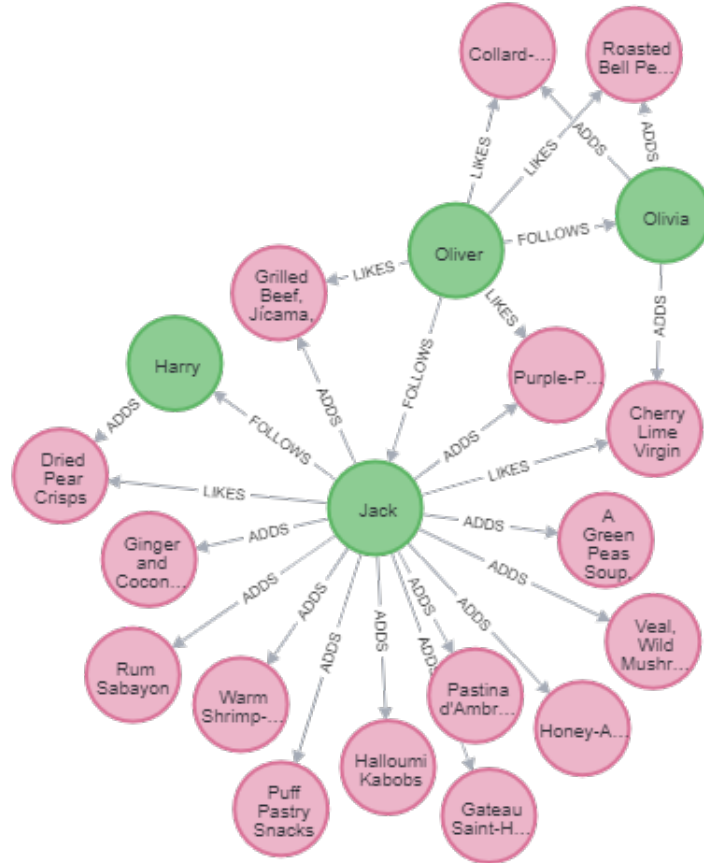 Collard-...
Roasted
Bell Pe...
LIKES
LIKES
ADDS
ADDS
Oliver
FOLLOWS
Olivia
Grilled
Beef,
Jícama,
LIKES
LIKES
ADDS
Harry
FOLLOWS
Purple-P...
ADDS
ADDS
FOLLOWS
ADDS
Cherry
Lime
Virgin
Dried
Pear
Crisps
LIKES
LIKES
Jack
ADDS
A
Green
Peas
Soup,
Ginger
and
Cocon...
ADDS
ADDS
ADDS
ADDS
ADDS
ADDS
ADDS
ADDS
ADDS
Veal,
Wild
Mushr...
Rum
Sabayon
Warm
Shrimp-...
Pastina
d'Ambr...
Honey-A...
Halloumi
Kabobs
Puff
Pastry
Snacks
Gateau
Saint-H...